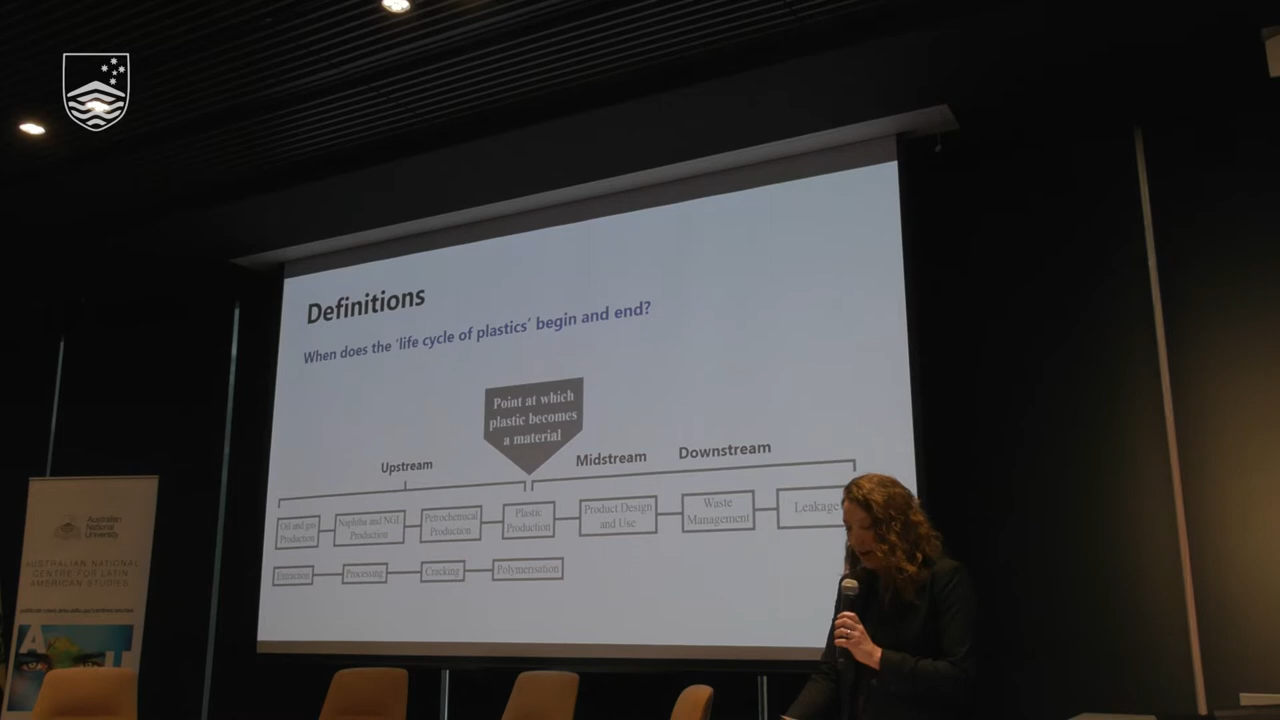 Definitions
When does the 'life cycle of plastics' begin and end?
Point at which
plastic becomes
a material
Upstream
Midstream
Downstream
Oil and gas
Production
Naphtha and NGL
Production
Petrochemical
Production
Plastic
Production
Product Design
and Use
Waste
Management
Leakage
Extraction
Processing
Cracking
Polymerisation
Australian
National
University
AUSTRALIAN NATIONAL
CENTRE FOR LATIN
AMERICAN STUDIES